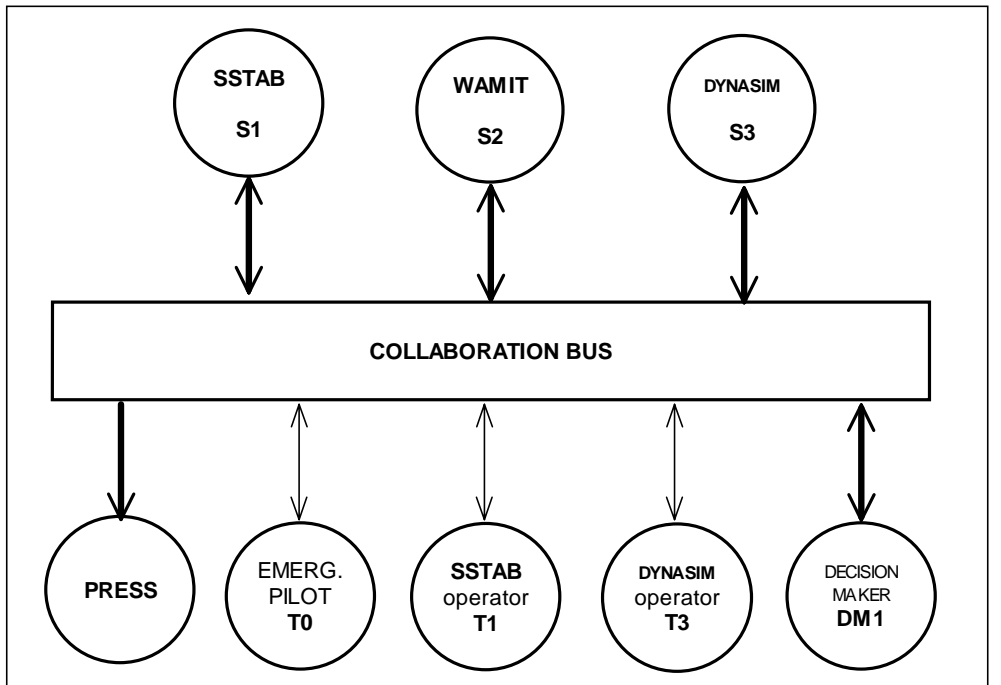 SSTAB
S1
WAMIT
S2
DYNASIM
S3
COLLABORATION BUS
PRESS
EMERG.
PILOT
T0
SSTAB
operator
T1
DYNASIM
operator
T3
DECISION
MAKER
DM1